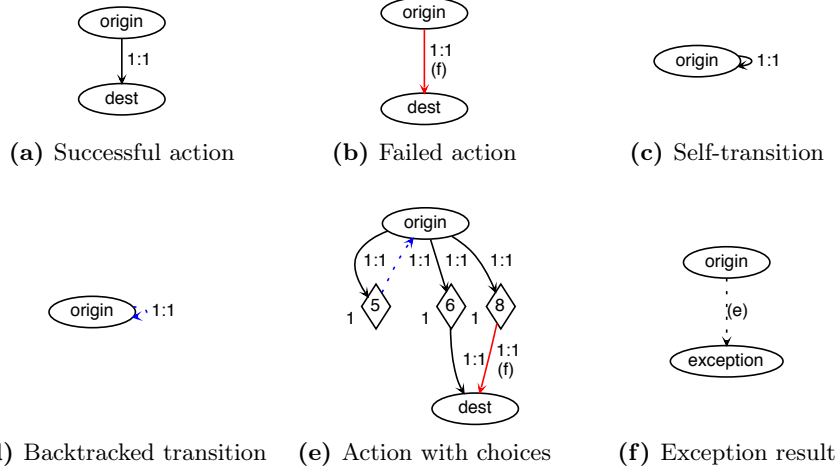 origin
1:1
dest
(a) Successful action
origin
1:1
(f)
dest
(b) Failed action
origin
1:1
(c) Self-transition
origin
1:1
) Backtracked transition
origin
1:1
1:1
1:1
1:1
5
6
8
1
1
1
1:1
1:1
(f)
dest
(e) Action with choices
origin
(e)
exception
(f) Exception result